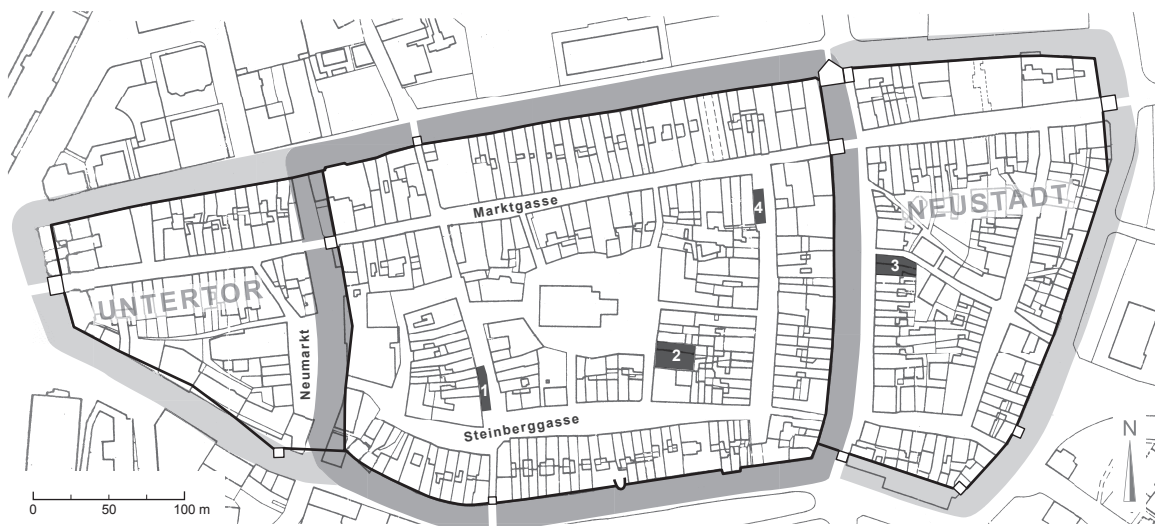 Marktgasse
4
NEUSTADT
3
UNTERTOR
Neumarkt
2
1
Steinberggasse
N
0 50 100 m